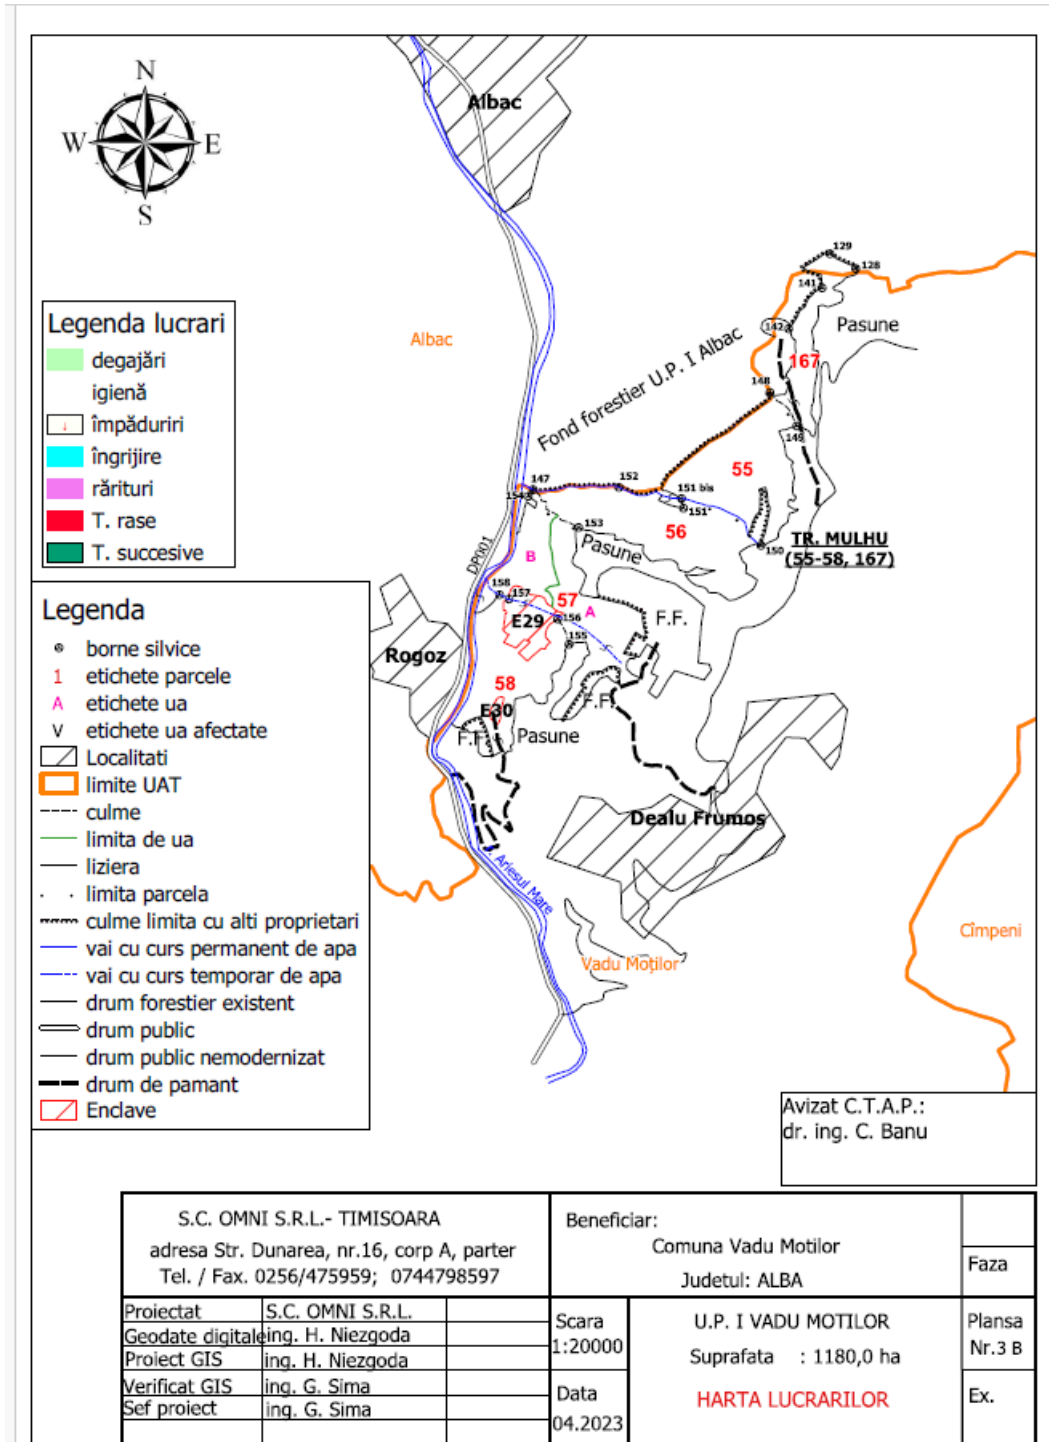 N
W
E
S
Albac
129
128
141
142
Pasune
Albac
Fond forestier U.P. I Albac
167
148
149
Legenda lucrari
degajări
igienă
împăduriri
îngrijire
rărituri
T. rase
T. succesive
55
147
152
151 bis
154
151
56
153
Pasune
150
TR. MULHU
(55-58, 167)
DP001
B
158
157
57
A
E29
156
F.F.
155
Rogoz
58
F.F.
E30
F.F.
Pasune
Dealu Frumos
Ariesul Mare
Vadu Moților
Cîmpeni
Legenda
borne silvice
1 etichete parcele
A etichete ua
V etichete ua afectate
Localitati
limite UAT
culme
limita de ua
liziera
limita parcela
culme limita cu alti proprietari
vai cu curs permanent de apa
vai cu curs temporar de apa
drum forestier existent
drum public
drum public nemodernizat
drum de pamant
Enclave
Avizat C.T.A.P.:
dr. ing. C. Banu
S.C. OMNI S.R.L.- TIMISOARA
adresa Str. Dunarea, nr.16, corp A, parter
Tel. / Fax. 0256/475959; 0744798597
Beneficiar:
Comuna Vadu Motilor
Judetul: ALBA
Faza
Proiectat S.C. OMNI S.R.L.
Geodate digitale ing. H. Niezgoda
Proiect GIS ing. H. Niezgoda
Verificat GIS ing. G. Sima
Sef proiect ing. G. Sima
Scara
1:20000
Data
04.2023
U.P. I VADU MOTILOR
Suprafata : 1180,0 ha
HARTA LUCRARILOR
Plansa
Nr.3 B
Ex.